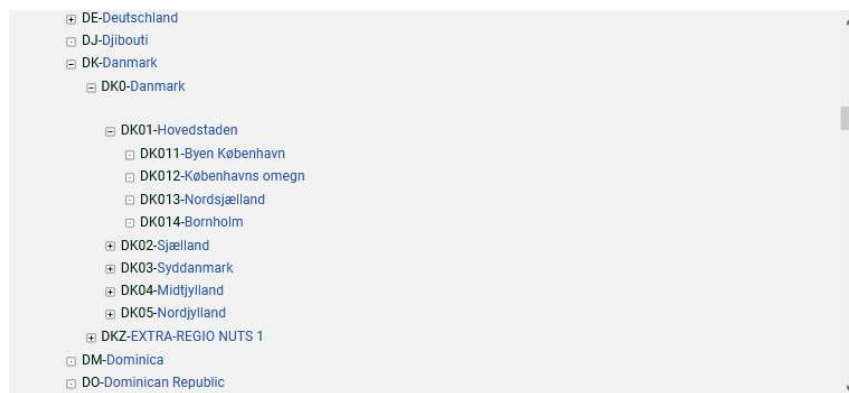 DE-Deutschland
DJ-Djibouti
DK-Danmark
DK0-Danmark
DK01-Hovedstaden
DK011-Byen København
DK012-Københavns omegn
DK013-Nordsjælland
DK014-Bornholm
DK02-Sjælland
DK03-Syddanmark
DK04-Midtjylland
DK05-Nordjylland
DKZ-EXTRA-REGIO NUTS 1
DM-Dominica
DO-Dominican Republic